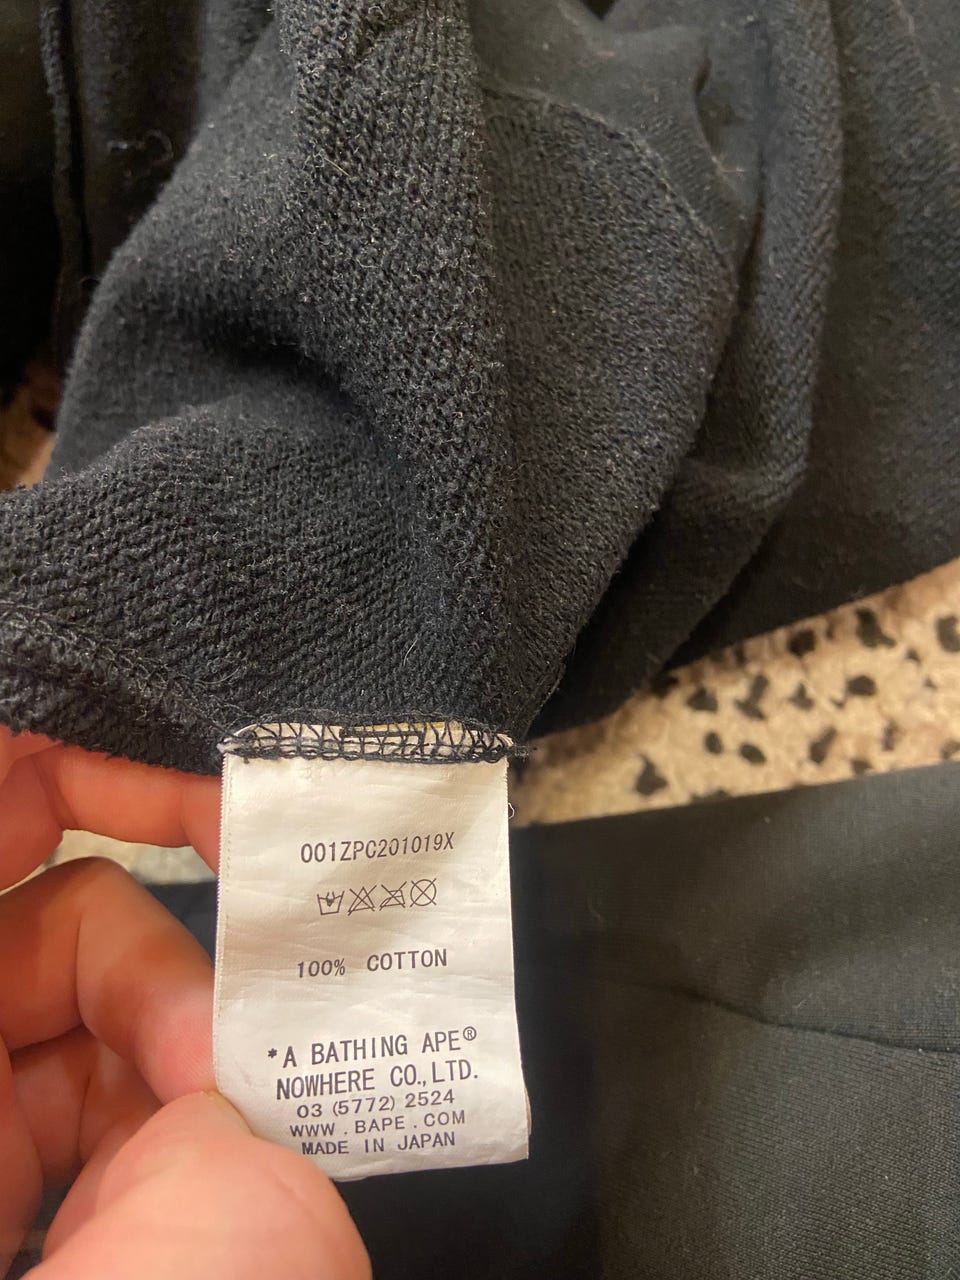 001ZPC201019X
100% COTTON
*A BATHING APE®
NOWHERE CO., LTD.
03 (5772) 2524
WWW.BAPE.COM
MADE IN JAPAN